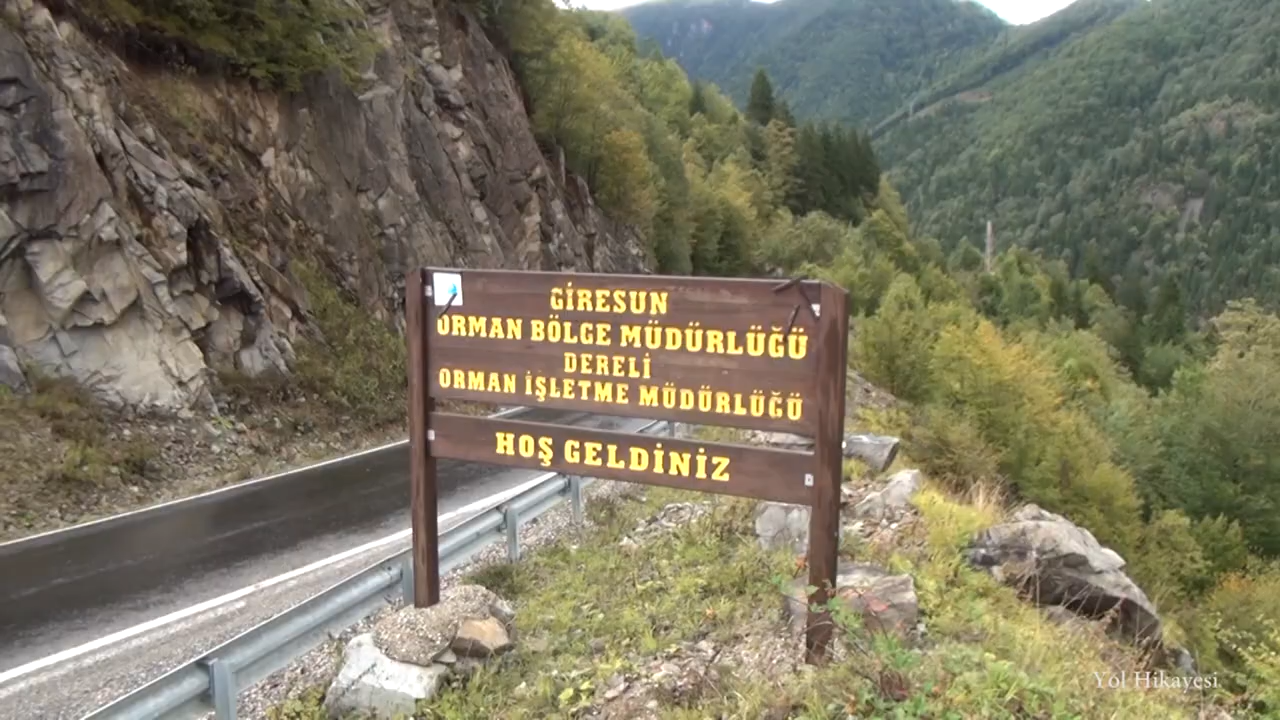 GİRESUN
ORMAN BÖLGE MÜDÜRLÜĞÜ
DERELİ
ORMAN İŞLETME MÜDÜRLÜĞÜ
HOŞ GELDİNİZ
Yol Hikayesi